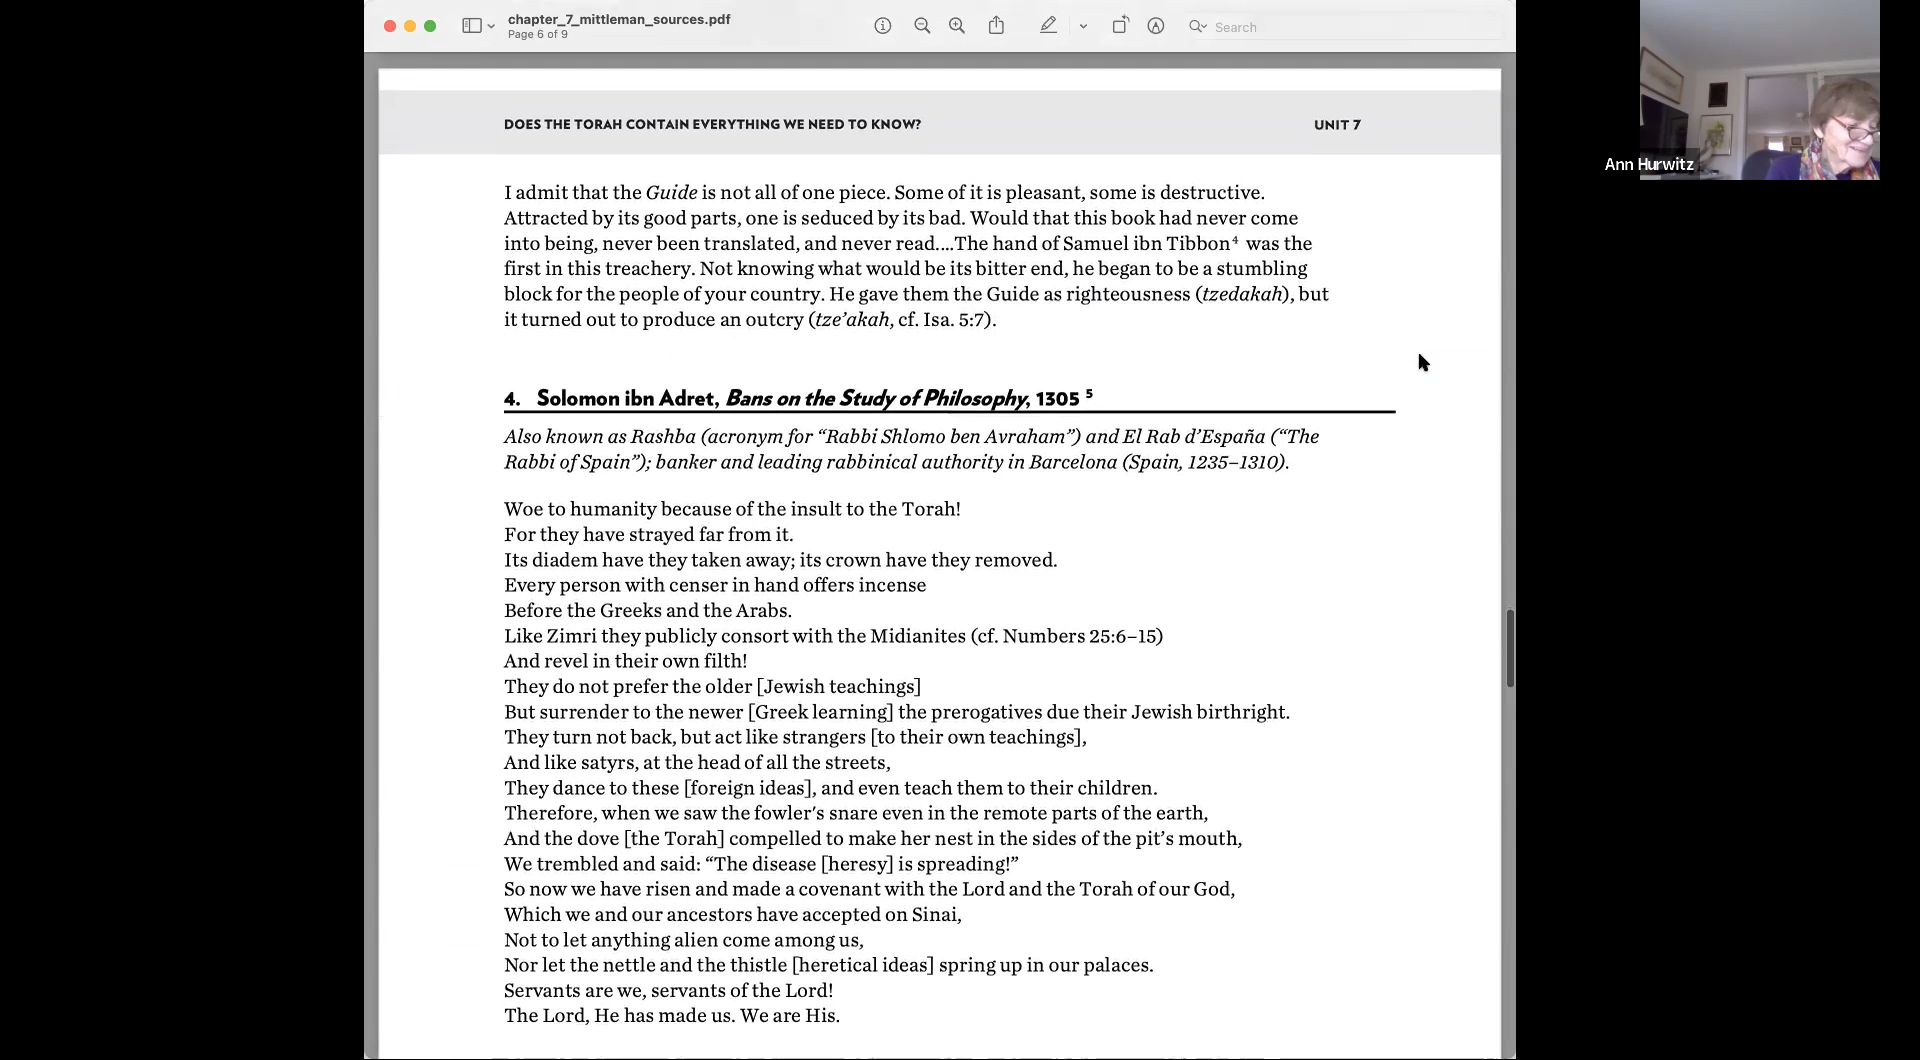 chapter_7_mittleman_sources.pdf
Page 6 of 9
Search
Ann Hurwitz
DOES THE TORAH CONTAIN EVERYTHING WE NEED TO KNOW? UNIT 7
I admit that the Guide is not all of one piece. Some of it is pleasant, some is destructive.
Attracted by its good parts, one is seduced by its bad. Would that this book had never come
into being, never been translated, and never read....The hand of Samuel ibn Tibbon⁴ was the
first in this treachery. Not knowing what would be its bitter end, he began to be a stumbling
block for the people of your country. He gave them the Guide as righteousness (tzedakah), but
it turned out to produce an outcry (tze’akah, cf. Isa. 5:7).
4. Solomon ibn Adret, Bans on the Study of Philosophy, 1305 ⁵
Also known as Rashba (acronym for “Rabbi Shlomo ben Avraham”) and El Rab d’España (“The
Rabbi of Spain”); banker and leading rabbinical authority in Barcelona (Spain, 1235–1310).
Woe to humanity because of the insult to the Torah!
For they have strayed far from it.
Its diadem have they taken away; its crown have they removed.
Every person with censer in hand offers incense
Before the Greeks and the Arabs.
Like Zimri they publicly consort with the Midianites (cf. Numbers 25:6–15)
And revel in their own filth!
They do not prefer the older [Jewish teachings]
But surrender to the newer [Greek learning] the prerogatives due their Jewish birthright.
They turn not back, but act like strangers [to their own teachings],
And like satyrs, at the head of all the streets,
They dance to these [foreign ideas], and even teach them to their children.
Therefore, when we saw the fowler’s snare even in the remote parts of the earth,
And the dove [the Torah] compelled to make her nest in the sides of the pit’s mouth,
We trembled and said: “The disease [heresy] is spreading!”
So now we have risen and made a covenant with the Lord and the Torah of our God,
Which we and our ancestors have accepted on Sinai,
Not to let anything alien come among us,
Nor let the nettle and the thistle [heretical ideas] spring up in our palaces.
Servants are we, servants of the Lord!
The Lord, He has made us. We are His.